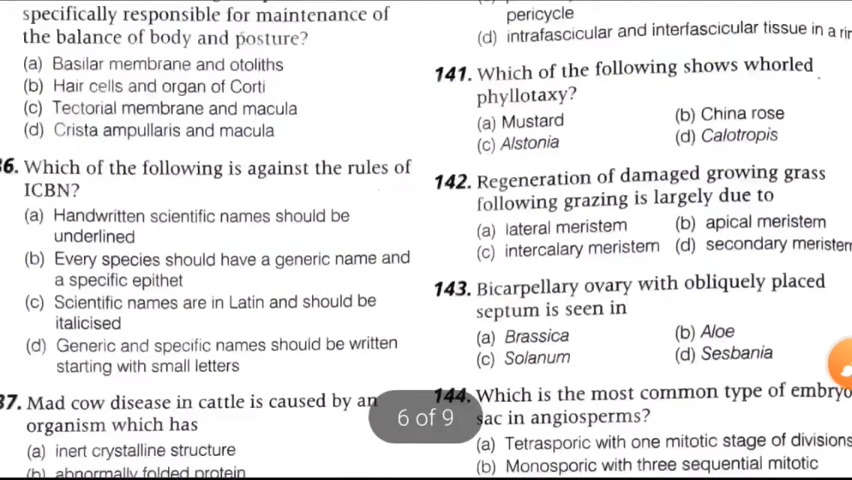 specifically responsible for maintenance of
the balance of body and posture?
(a) Basilar membrane and otoliths
(b) Hair cells and organ of Corti
(c) Tectorial membrane and macula
(d) Crista ampullaris and macula
36. Which of the following is against the rules of
ICBN?
(a) Handwritten scientific names should be
underlined
(b) Every species should have a generic name and
a specific epithet
(c) Scientific names are in Latin and should be
italicised
(d) Generic and specific names should be written
starting with small letters
37. Mad cow disease in cattle is caused by an
organism which has
(a) inert crystalline structure
(b) abnormally folded protein
pericycle
(d) intrafascicular and interfascicular tissue in a
141. Which of the following shows whorled
phyllotaxy?
(a) Mustard (b) China rose
(c) Alstonia (d) Calotropis
142. Regeneration of damaged growing grass
following grazing is largely due to
(a) lateral meristem (b) apical meristem
(c) intercalary meristem (d) secondary meristem
143. Bicarpellary ovary with obliquely placed
septum is seen in
(a) Brassica (b) Aloe
(c) Solanum (d) Sesbania
144. Which is the most common type of embryo
sac in angiosperms?
(a) Tetrasporic with one mitotic stage of divisions
(b) Monosporic with three sequential mitotic
6 of 9